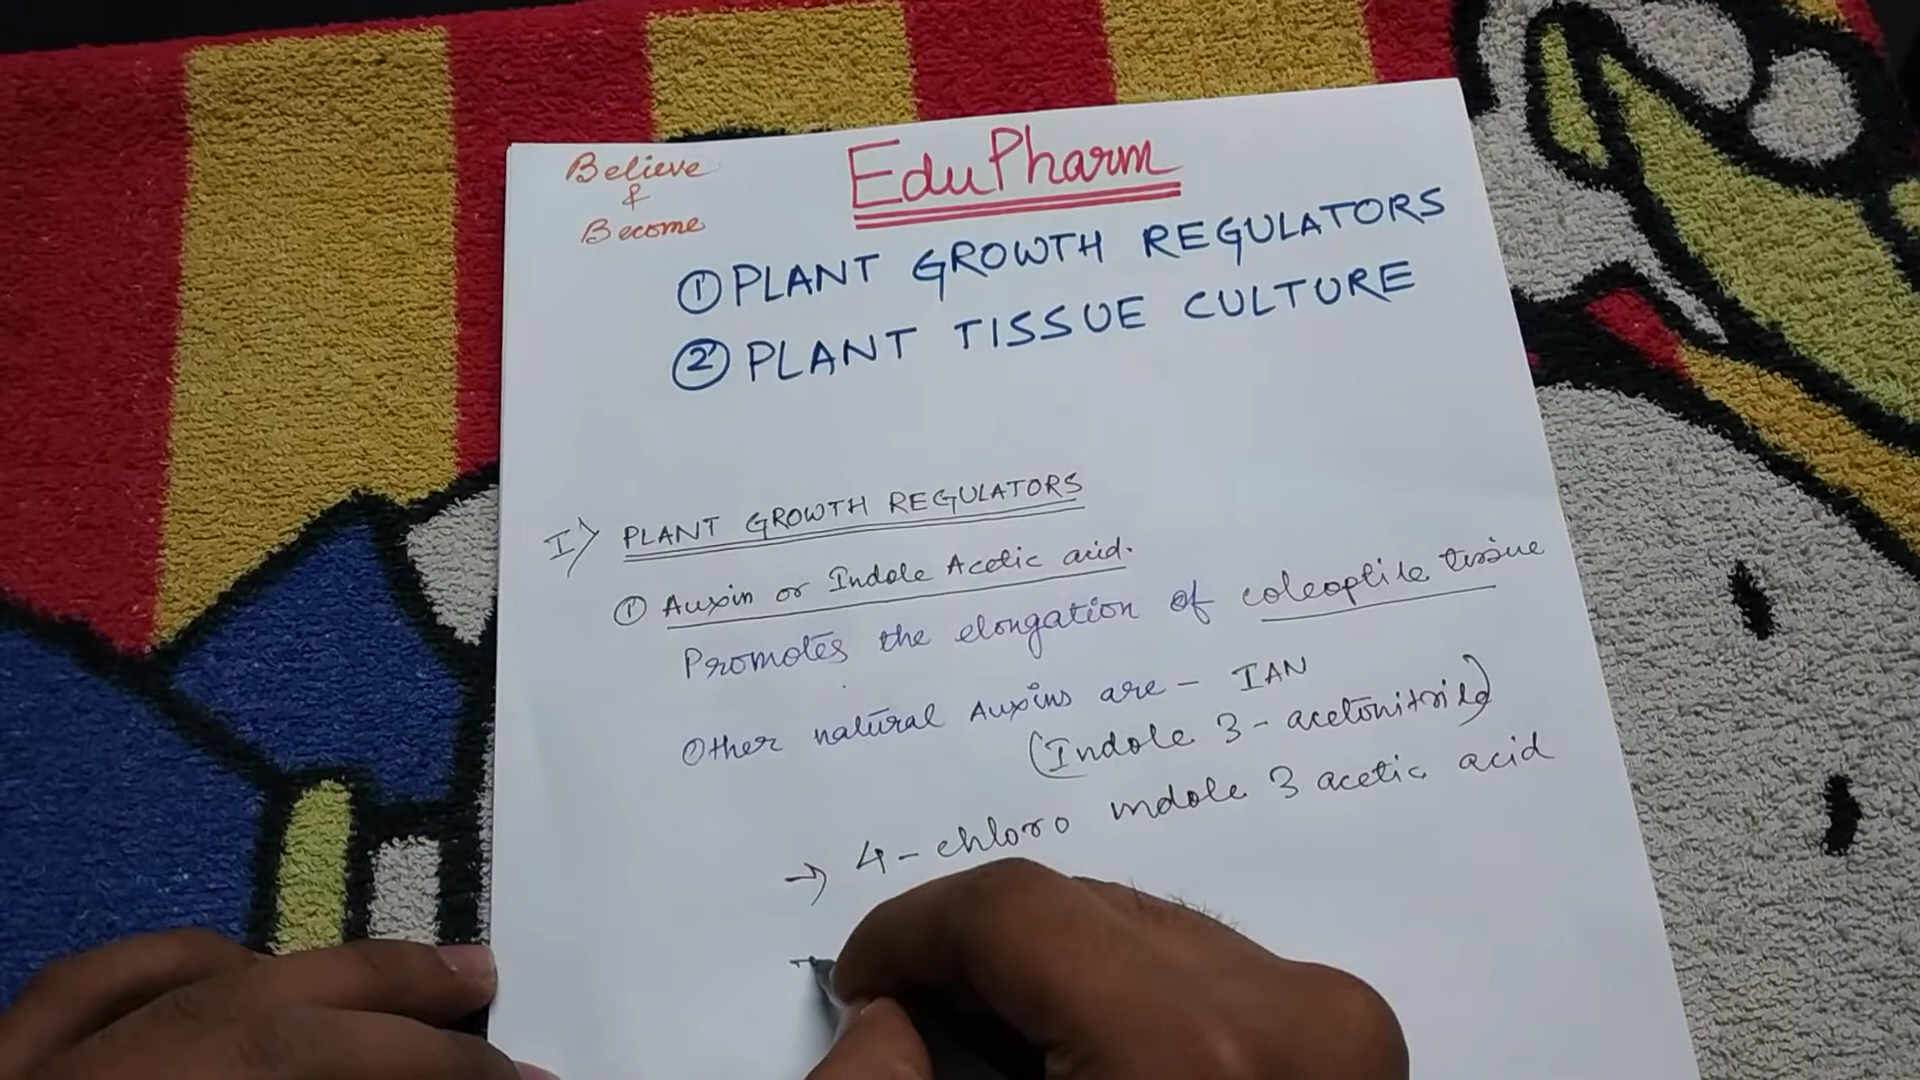 Believe
&
Become
EduPharm
① PLANT GROWTH REGULATORS
② PLANT TISSUE CULTURE
I) PLANT GROWTH REGULATORS
① Auxin or Indole Acetic acid.
Promotes the elongation of coleoptile tissue
Other natural Auxins are - IAN
(Indole 3-acetonitrile)
→ 4-chloro indole 3 acetic acid